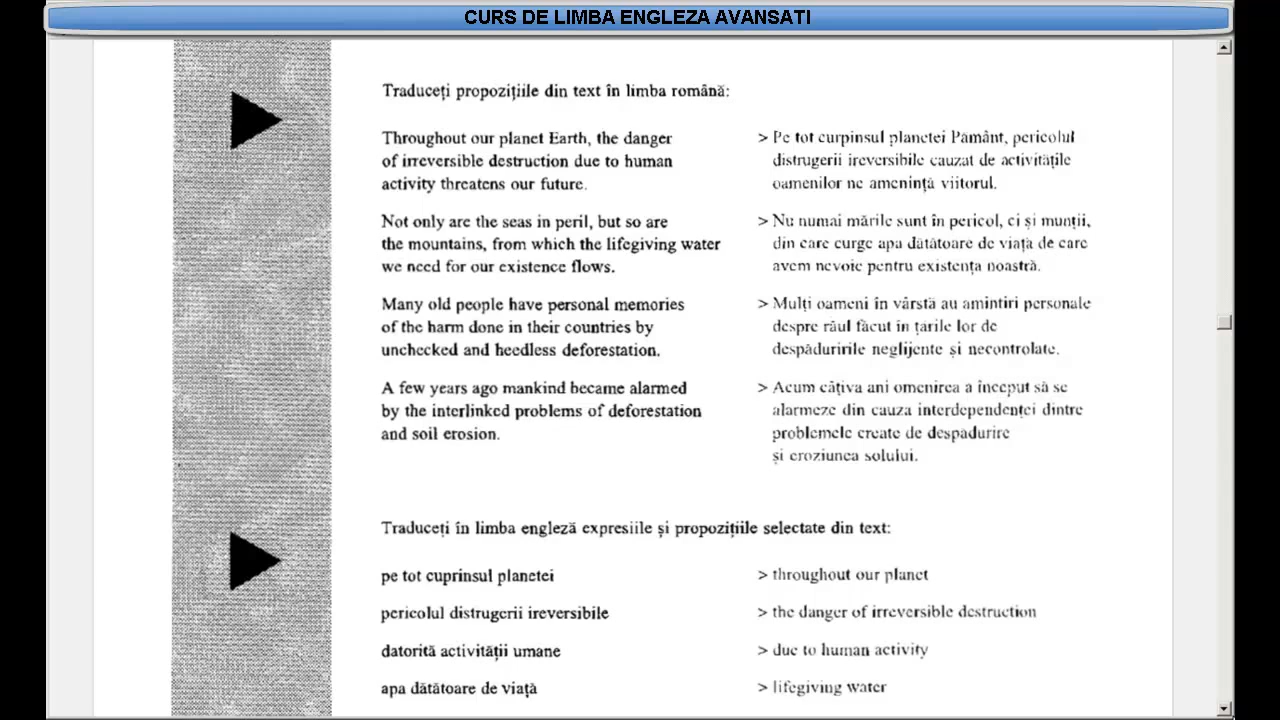 CURS DE LIMBA ENGLEZA AVANSATI
Traduceți propozițiile din text în limba română:
Throughout our planet Earth, the danger
of irreversible destruction due to human
activity threatens our future.
> Pe tot curpinsul planetei Pământ, pericolul
distrugerii ireversibile cauzat de activitățile
oamenilor ne amenință viitorul.
Not only are the seas in peril, but so are
the mountains, from which the lifegiving water
we need for our existence flows.
> Nu numai mările sunt în pericol, ci și munții,
din care curge apa dătătoare de viață de care
avem nevoie pentru existența noastră.
Many old people have personal memories
of the harm done in their countries by
unchecked and heedless deforestation.
> Mulți oameni în vârstă au amintiri personale
despre răul făcut în țările lor de
despăduririle neglijente și necontrolate.
A few years ago mankind became alarmed
by the interlinked problems of deforestation
and soil erosion.
> Acum câțiva ani omenirea a început să se
alarmeze din cauza interdependenței dintre
problemele create de despădurire
și eroziunea solului.
Traduceți în limba engleză expresiile și propozițiile selectate din text:
pe tot cuprinsul planetei
> throughout our planet
pericolul distrugerii ireversibile
> the danger of irreversible destruction
datorită activității umane
> due to human activity
apa dătătoare de viață
> lifegiving water